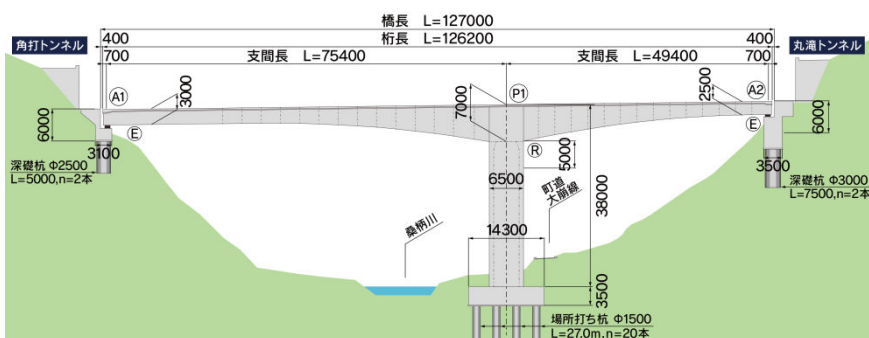 橋長 L=127000
400
桁長 L=126200
400
角打トンネル
丸滝トンネル
700
支間長 L=75400
支間長 L=49400
700
A1
3000
7000
P1
2500
A2
6000
E
R
5000
E
6000
3100
深礎杭 Φ2500
L=5000,n=2本
6500
町道
大崩線
38000
3500
深礎杭 Φ3000
L=7500,n=2本
桑柄川
14300
3500
場所打ち杭 Φ1500
L=27.0m,n=20本